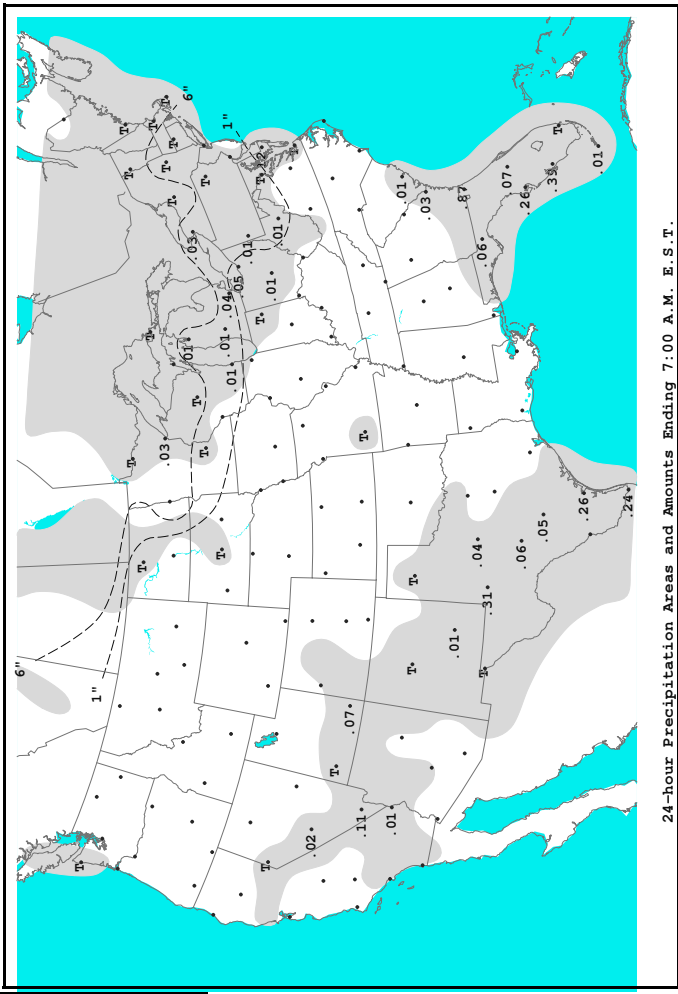 6"
T
1"
T
T
T
T
T
T
.03
T
T
T
T
.01
6"
.03
T
T
T
T
.01
.04
1"
.01
.05
.01
T
T
T
.01
.01
.02
T
.07
.11
T
.01
.01
T
T
.03
.01
.87
.04
.06
T
.31
.07
.06
.26
.05
.39
T
.26
.01
.24
24-hour Precipitation Areas and Amounts Ending 7:00 A.M. E.S.T.